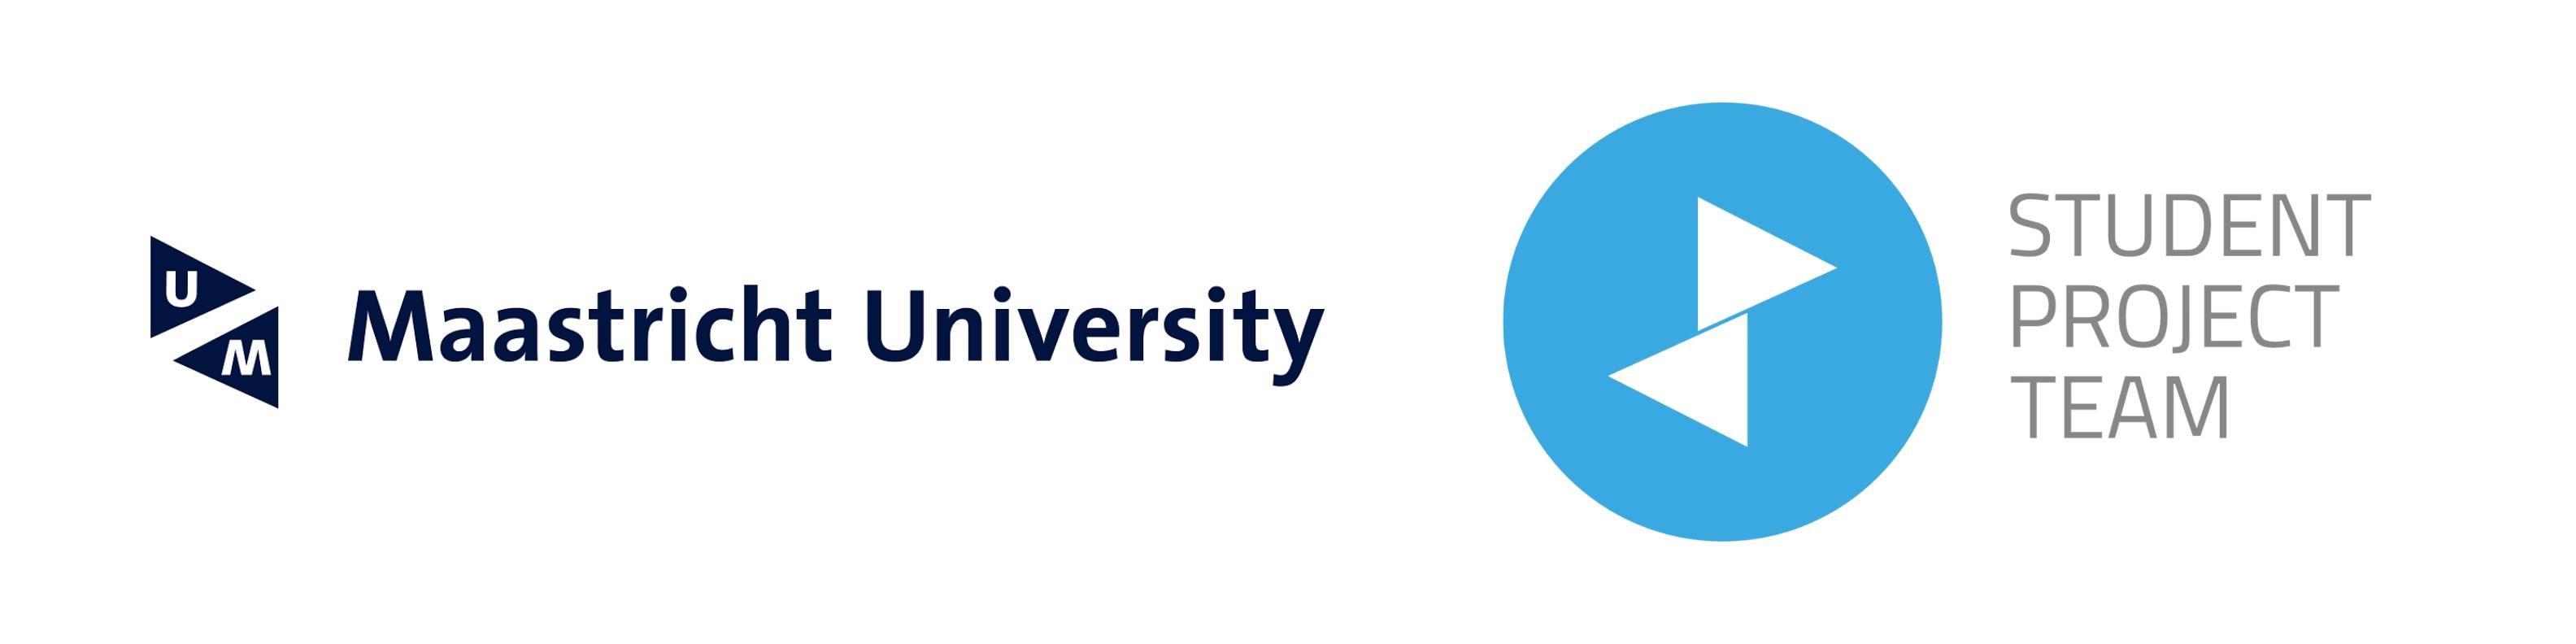 U
M
Maastricht University
STUDENT
PROJECT
TEAM